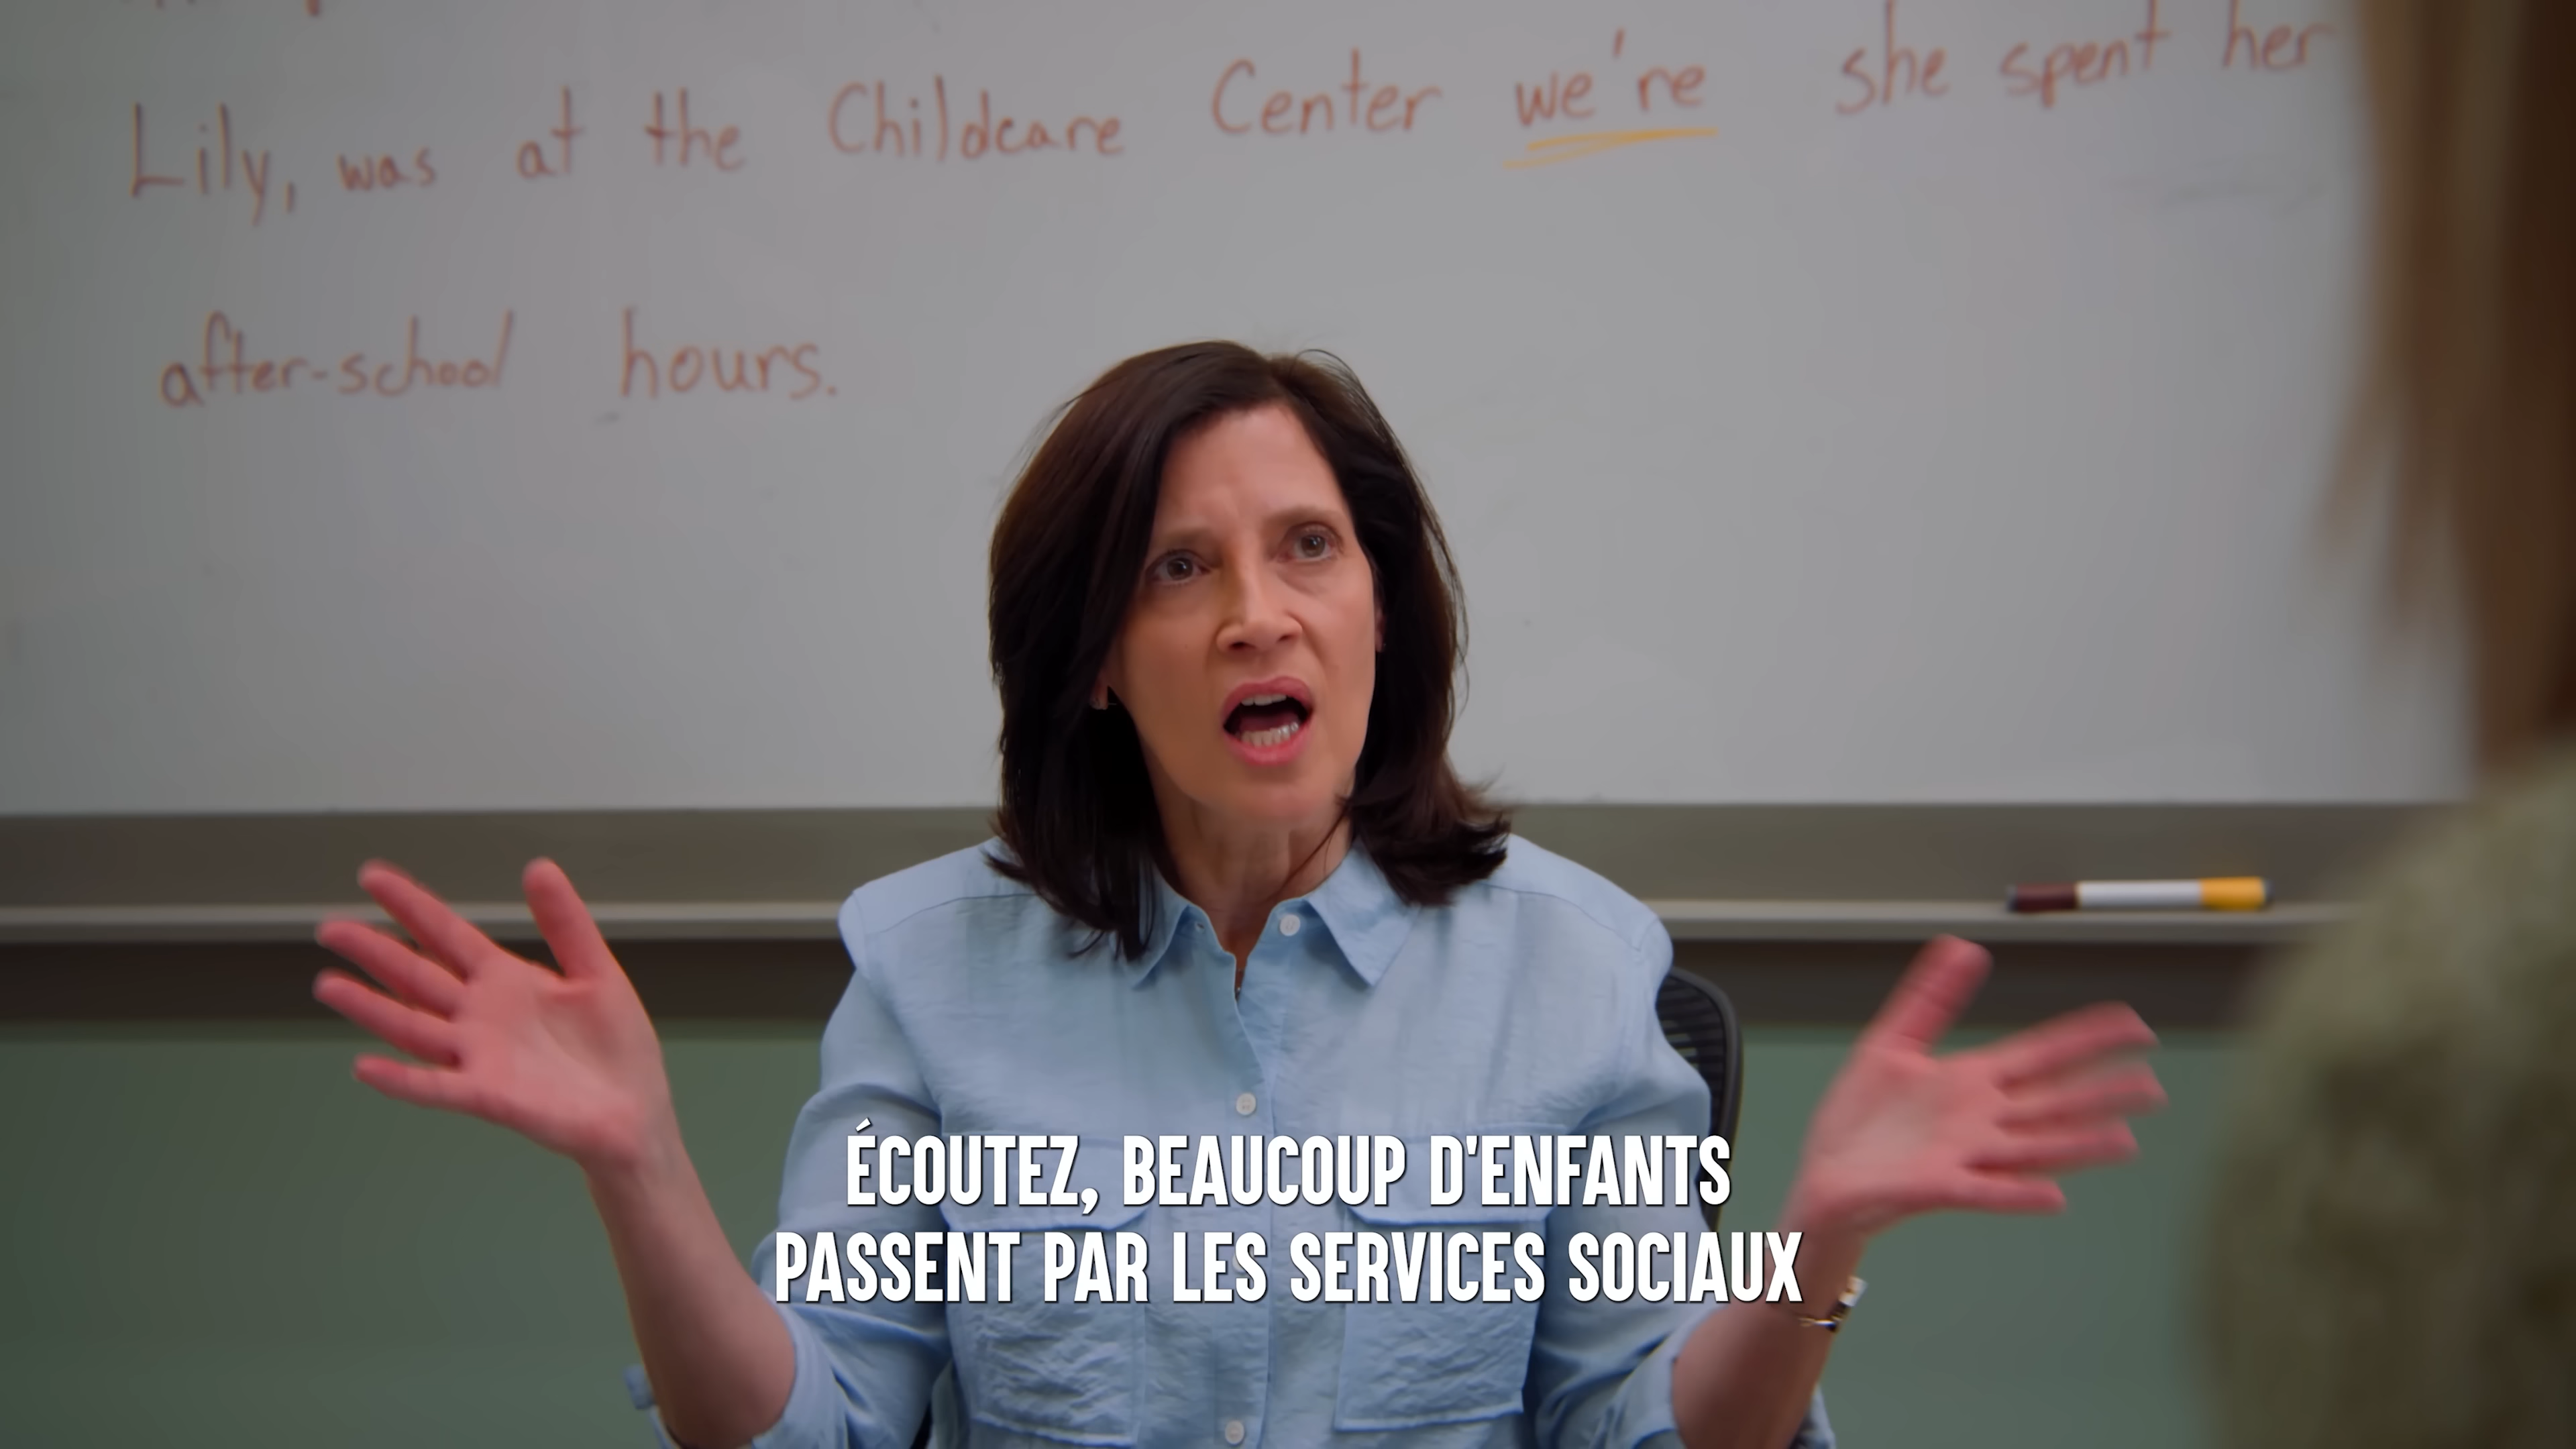 Lily, was at the Childcare Center we're she spent her
after-school hours.
ÉCOUTEZ, BEAUCOUP D'ENFANTS
PASSENT PAR LES SERVICES SOCIAUX